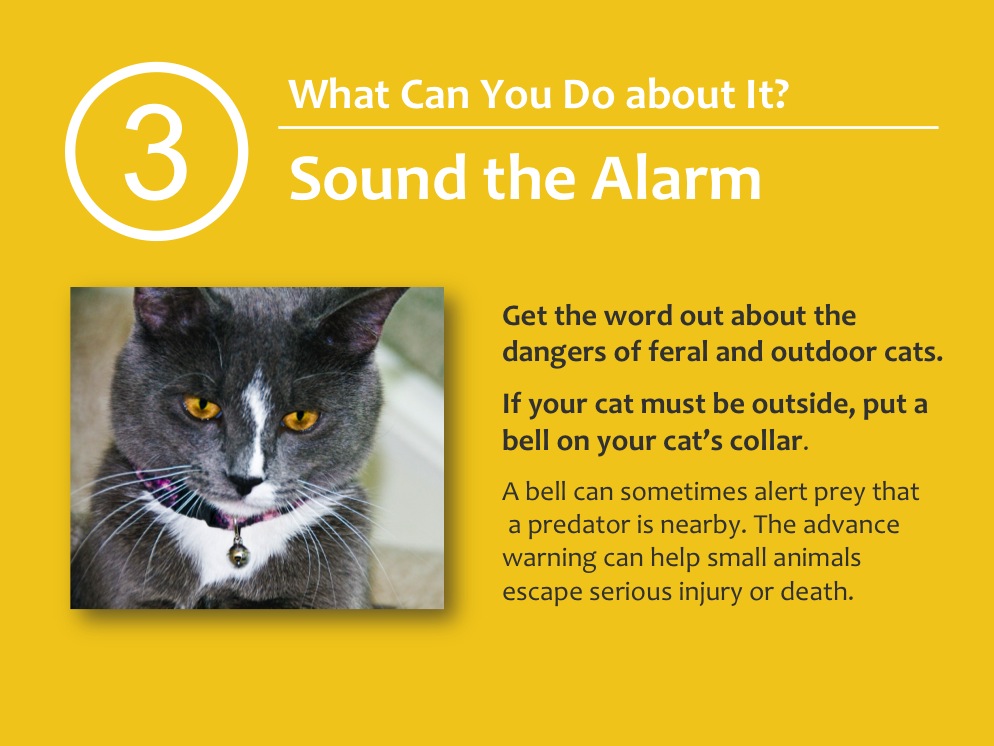 3
What Can You Do about It?
Sound the Alarm
Get the word out about the
dangers of feral and outdoor cats.
If your cat must be outside, put a
bell on your cat’s collar.
A bell can sometimes alert prey that
a predator is nearby. The advance
warning can help small animals
escape serious injury or death.